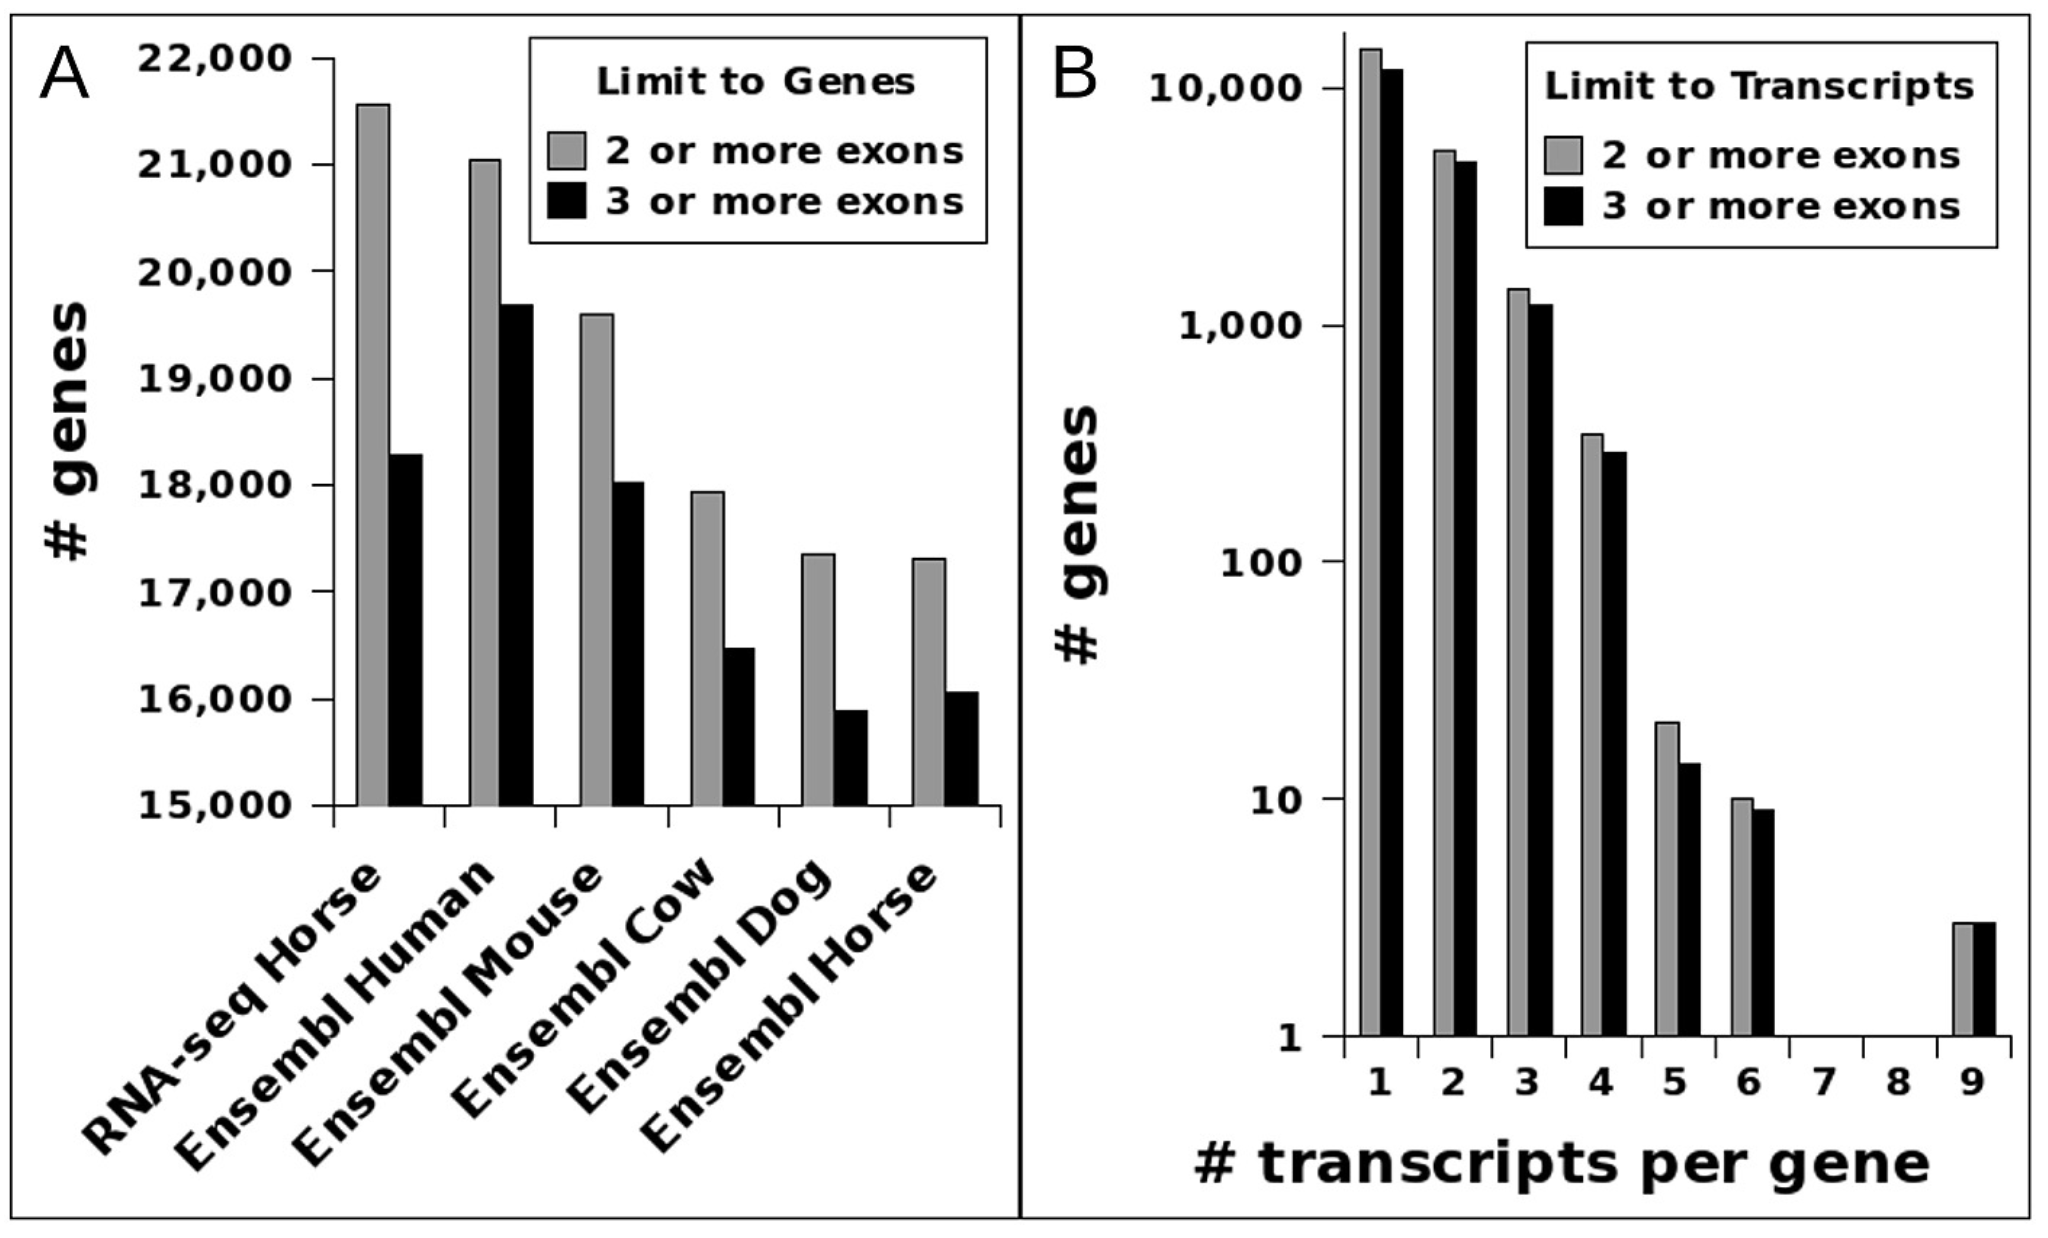 A
22,000
21,000
20,000
19,000
18,000
17,000
16,000
15,000
# genes
Limit to Genes
2 or more exons
3 or more exons
RNA-seq Horse
Ensembl Human
Ensembl Mouse
Ensembl Cow
Ensembl Dog
Ensembl Horse
B
10,000
1,000
100
10
1
# genes
Limit to Transcripts
2 or more exons
3 or more exons
1 2 3 4 5 6 7 8 9
# transcripts per gene